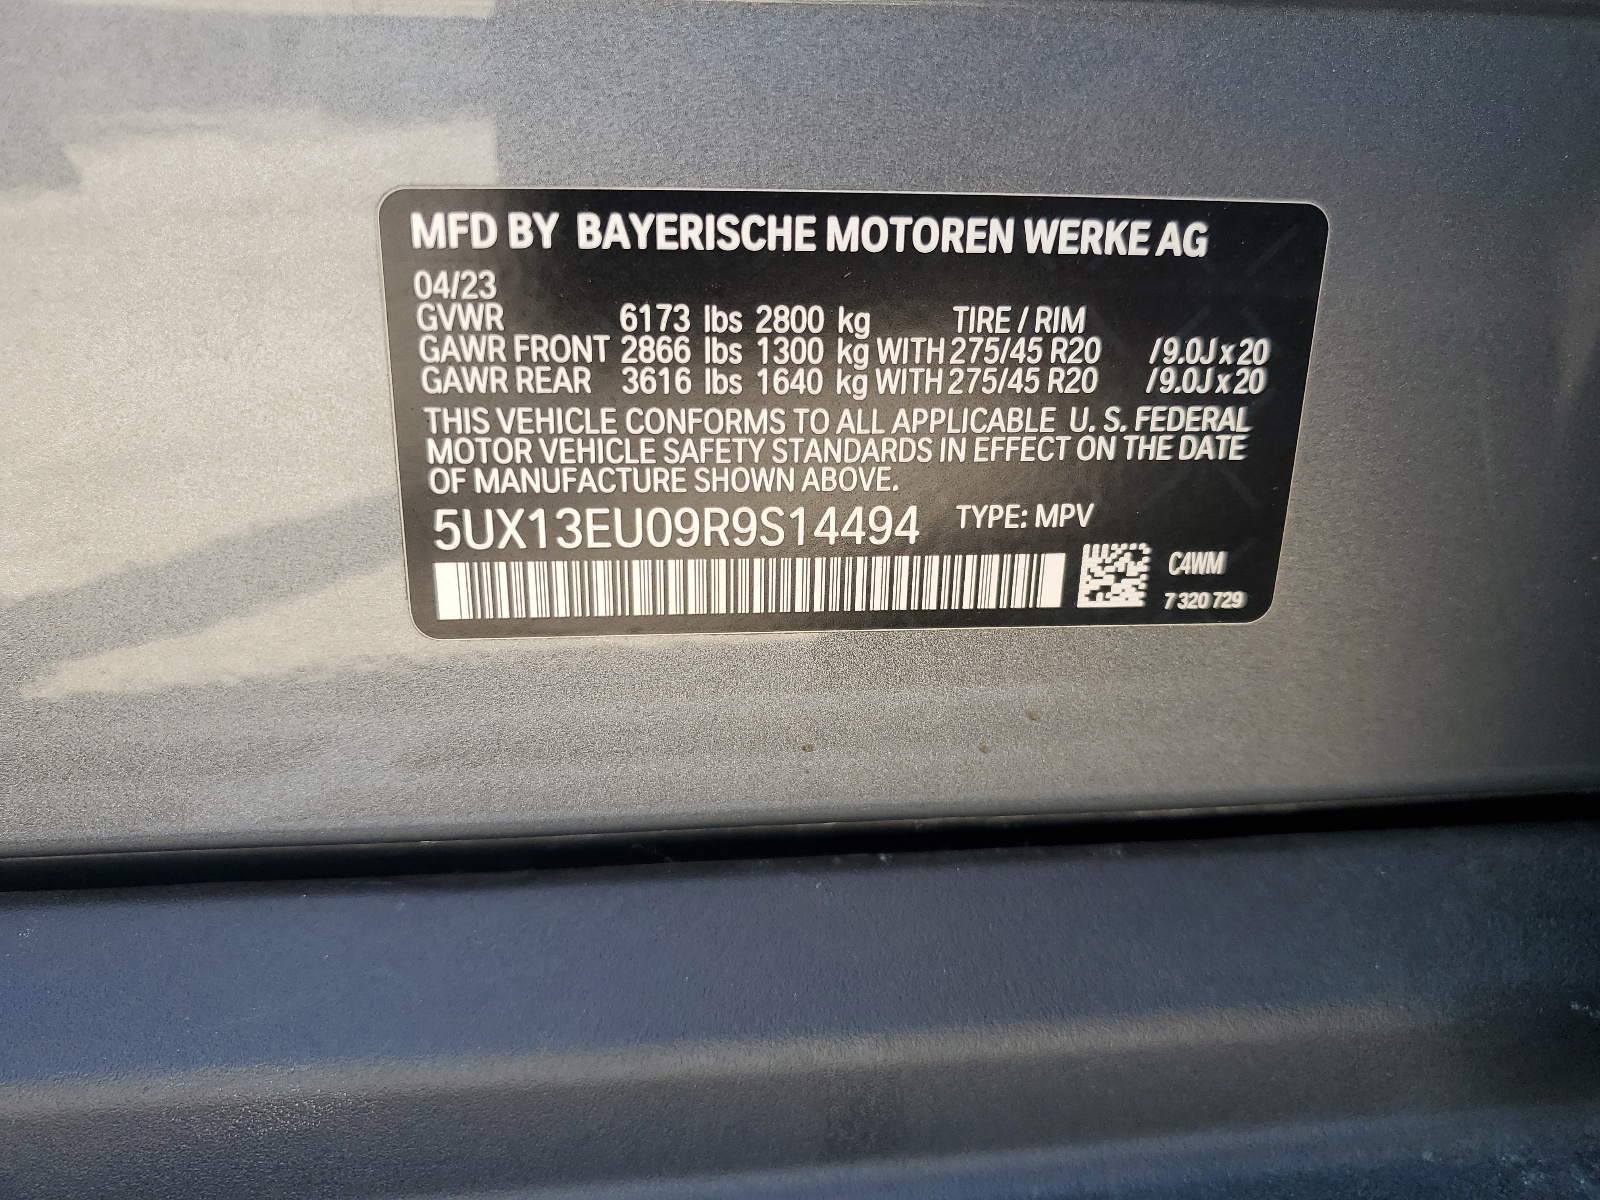 MFD BY BAYERISCHE MOTOREN WERKE AG
04/23
GVWR 6173 lbs 2800 kg TIRE / RIM
GAWR FRONT 2866 lbs 1300 kg WITH 275/45 R20 / 9.0J x 20
GAWR REAR 3616 lbs 1640 kg WITH 275/45 R20 / 9.0J x 20
THIS VEHICLE CONFORMS TO ALL APPLICABLE U. S. FEDERAL
MOTOR VEHICLE SAFETY STANDARDS IN EFFECT ON THE DATE
OF MANUFACTURE SHOWN ABOVE.
5UX13EU09R9S14494 TYPE: MPV
C4WM
7 320 729